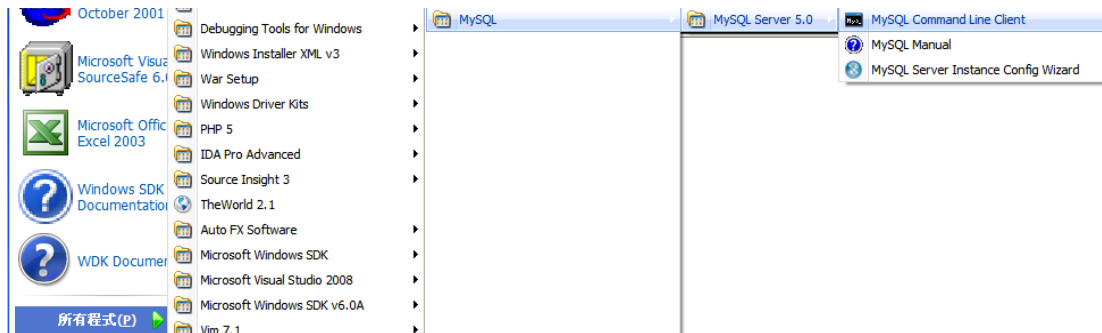 October 2001
Microsoft Visua
SourceSafe 6.
Microsoft Offic
Excel 2003
Windows SDK
Documentation
WDK Documer
所有程式(P)
Debugging Tools for Windows
Windows Installer XML v3
War Setup
Windows Driver Kits
PHP 5
IDA Pro Advanced
Source Insight 3
TheWorld 2.1
Auto FX Software
Microsoft Windows SDK
Microsoft Visual Studio 2008
Microsoft Windows SDK v6.0A
Vim 7.1
MySQL
MySQL Server 5.0
MySQL Command Line Client
MySQL Manual
MySQL Server Instance Config Wizard